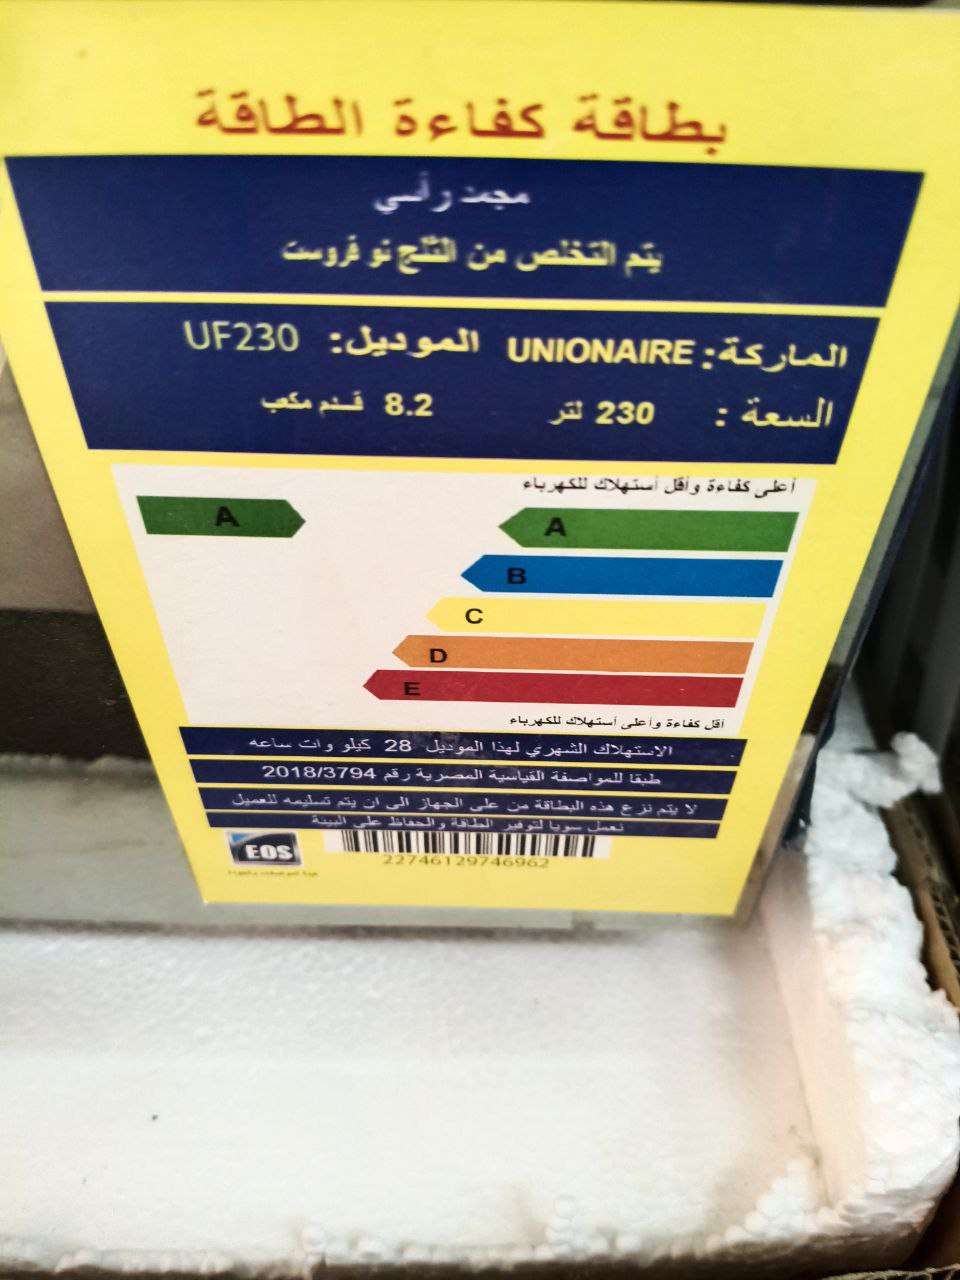 بطاقة كفاءة الطاقة
مجمد رأسي
يتم التخلص من الثلج نو فروست
الماركة: UNIONAIRE الموديل: UF230
السعة : 230 لتر 8.2 قدم مكعب
أعلى كفاءة وأقل أستهلاك للكهرباء
A A
B
C
D
E
أقل كفاءة وأعلى أستهلاك للكهرباء
الاستهلاك الشهري لهذا الموديل 28 كيلو وات ساعه
طبقا للمواصفة القياسية المصرية رقم 2018/3794
لا يتم نزع هذه البطاقة من على الجهاز الى ان يتم تسليمه للعميل
نعمل سويا لتوفير الطاقة والحفاظ على البيئة
EOS
22746129746962